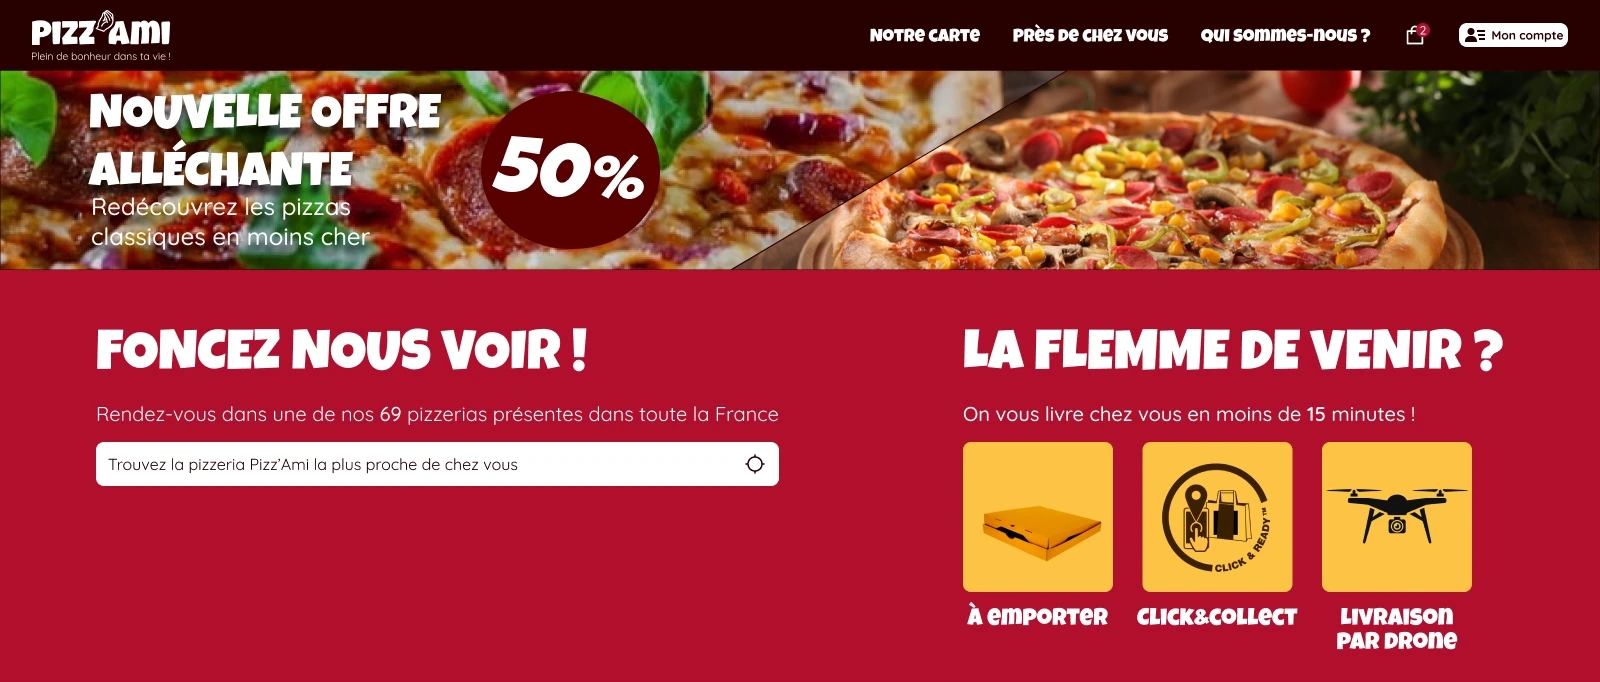 PIZZ'AMI
Plein de bonheur dans ta vie !
NOTRE CARTE
PRÈS DE CHEZ VOUS
QUI SOMMES-NOUS ?
2
Mon compte
NOUVELLE OFFRE
ALLÉCHANTE
Redécouvrez les pizzas
classiques en moins cher
50%
FONCEZ NOUS VOIR !
Rendez-vous dans une de nos 69 pizzerias présentes dans toute la France
Trouvez la pizzeria Pizz'Ami la plus proche de chez vous
LA FLEMME DE VENIR ?
On vous livre chez vous en moins de 15 minutes !
CLICK & READY™
À EMPORTER
CLICK&COLLECT
LIVRAISON
PAR DRONE